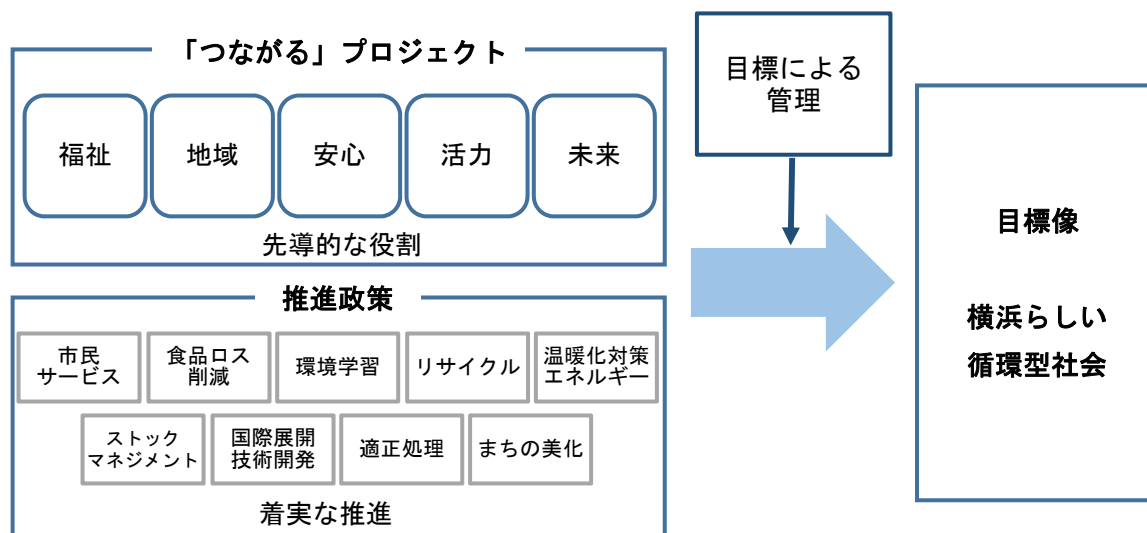 「つながる」プロジェクト
福祉
地域
安心
活力
未来
先導的な役割
推進政策
市民
サービス
食品ロス
削減
環境学習
リサイクル
温暖化対策
エネルギー
ストック
マネジメント
国際展開
技術開発
適正処理
まちの美化
着実な推進
目標による
管理
目標像
横浜らしい
循環型社会